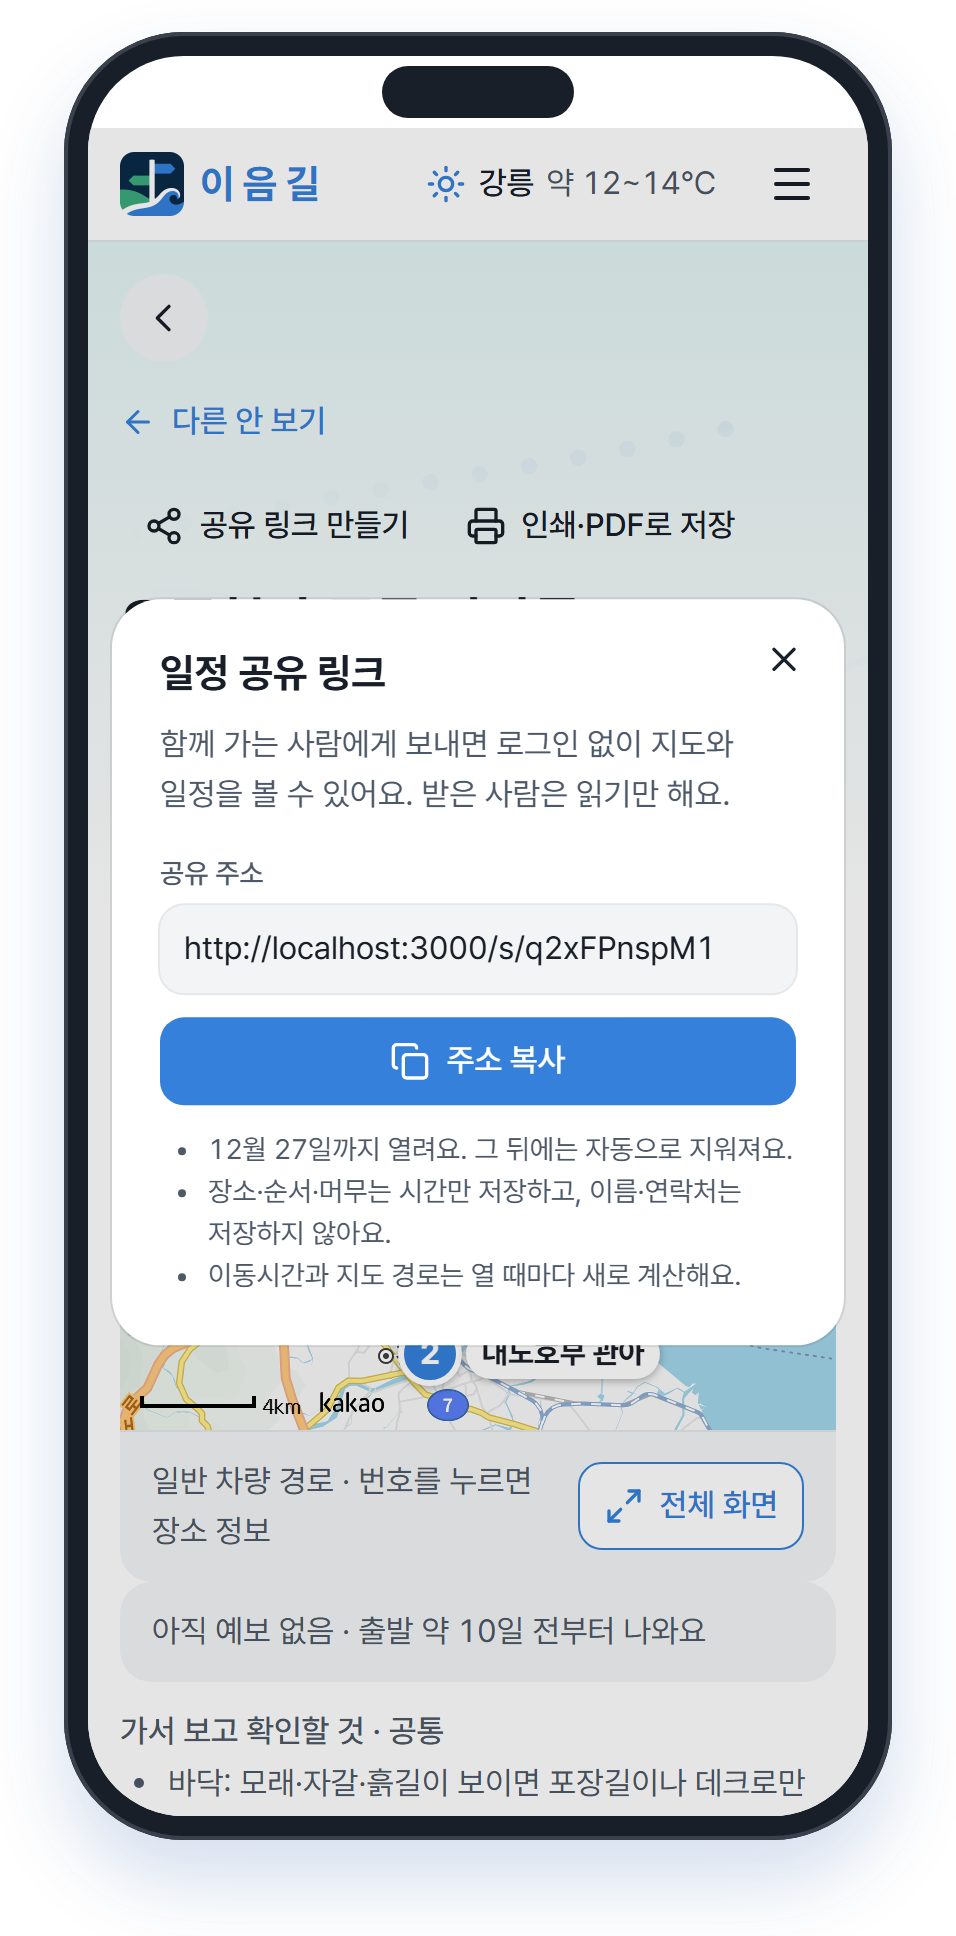 이음길
강릉 약 12~14°C
다른 안 보기
공유 링크 만들기
인쇄·PDF로 저장
일정 공유 링크
함께 가는 사람에게 보내면 로그인 없이 지도와
일정을 볼 수 있어요. 받은 사람은 읽기만 해요.
공유 주소
http://localhost:3000/s/q2xFPnspM1
주소 복사
• 12월 27일까지 열려요. 그 뒤에는 자동으로 지워져요.
• 장소·순서·머무는 시간만 저장하고, 이름·연락처는
저장하지 않아요.
• 이동시간과 지도 경로는 열 때마다 새로 계산해요.
2 대도호부 관아
4km kakao
7
일반 차량 경로 · 번호를 누르면
장소 정보
전체 화면
아직 예보 없음 · 출발 약 10일 전부터 나와요
가서 보고 확인할 것 · 공통
• 바닥: 모래·자갈·흙길이 보이면 포장길이나 데크로만